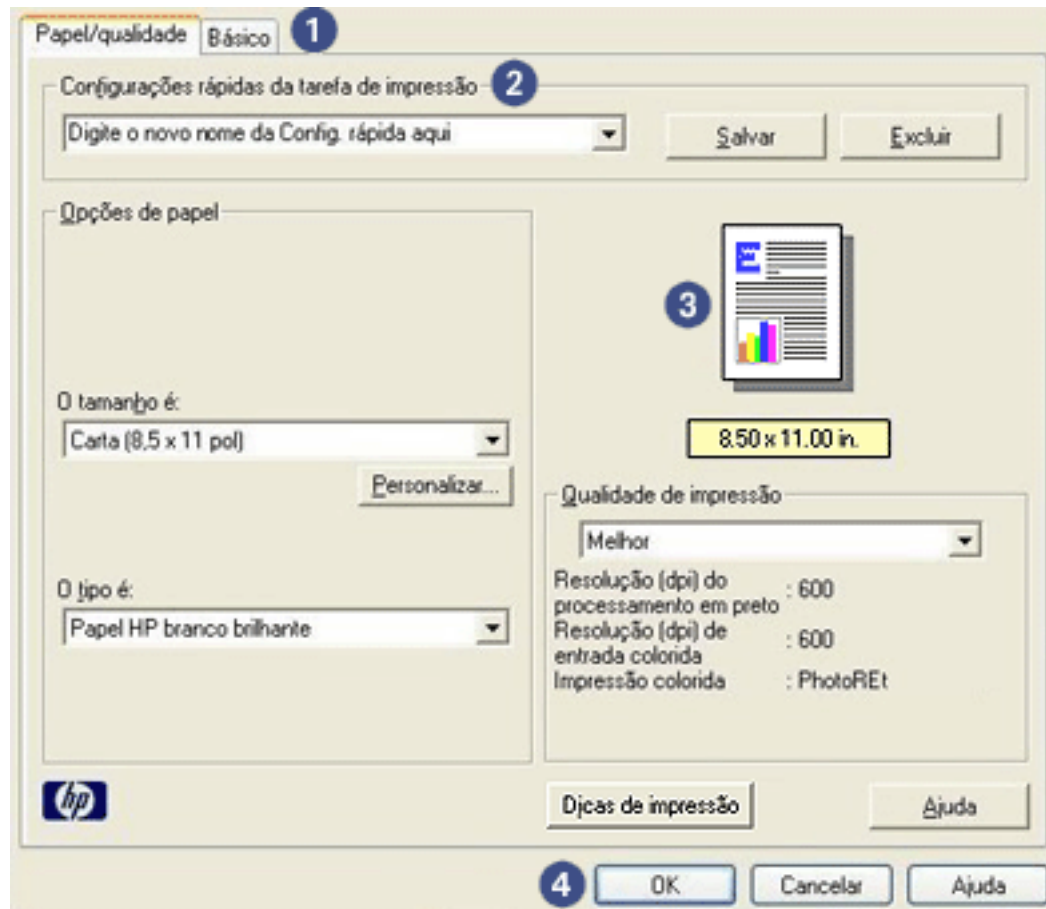 Papel/qualidade Básico 1
Configurações rápidas da tarefa de impressão 2
Digite o novo nome da Config. rápida aqui Salvar Excluir
Opções de papel
3
O tamanho é:
Carta (8,5 x 11 pol)
8.50 x 11.00 in.
Personalizar...
Qualidade de impressão
Melhor
O tipo é:
Papel HP branco brilhante
Resolução (dpi) do
processamento em preto : 600
Resolução (dpi) de
entrada colorida : 600
Impressão colorida : PhotoREt
hp
Dicas de impressão Ajuda
4 OK Cancelar Ajuda